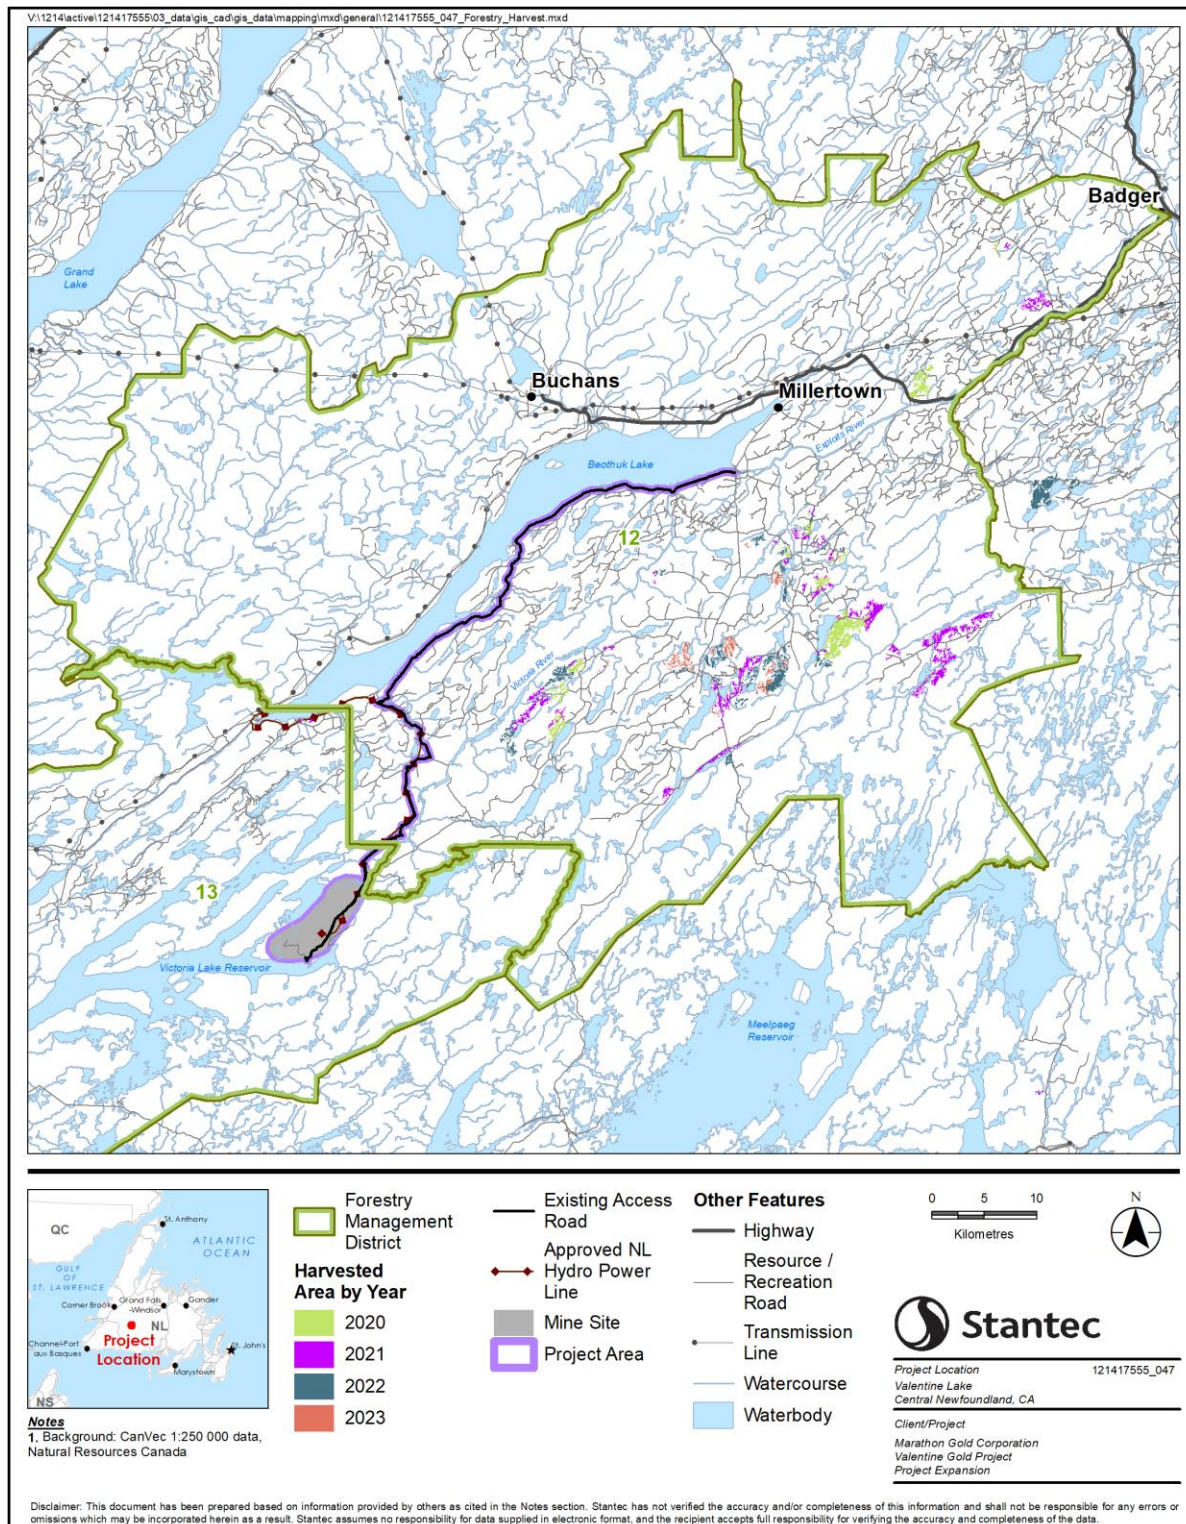 V:\1214\active\121417555\03_data\gis_cad\gis_data\mapping\mxd\general\121417555_047_Forestry_Harvest.mxd
Badger
Grand
Lake
Buchans
Millertown
Exploits River
Beothuk Lake
12
Victoria River
13
Victoria Lake Reservoir
Meelpaeg
Reservoir
QC
St. Anthony
ATLANTIC
OCEAN
GULF
OF
ST. LAWRENCE
Corner Brook
Grand Falls
-Windsor
Gander
NL
Project
Location
Channel-Port
aux Basques
St. John's
Marystown
NS
Notes
1. Background: CanVec 1:250 000 data,
Natural Resources Canada
Forestry
Management
District
Harvested
Area by Year
2020
2021
2022
2023
Existing Access
Road
Approved NL
Hydro Power
Line
Mine Site
Project Area
Other Features
Highway
Resource /
Recreation
Road
Transmission
Line
Watercourse
Waterbody
0 5 10
Kilometres
N
Stantec
Project Location 121417555_047
Valentine Lake
Central Newfoundland, CA
Client/Project
Marathon Gold Corporation
Valentine Gold Project
Project Expansion
Disclaimer: This document has been prepared based on information provided by others as cited in the Notes section. Stantec has not verified the accuracy and/or completeness of this information and shall not be responsible for any errors or
omissions which may be incorporated herein as a result. Stantec assumes no responsibility for data supplied in electronic format, and the recipient accepts full responsibility for verifying the accuracy and completeness of the data.